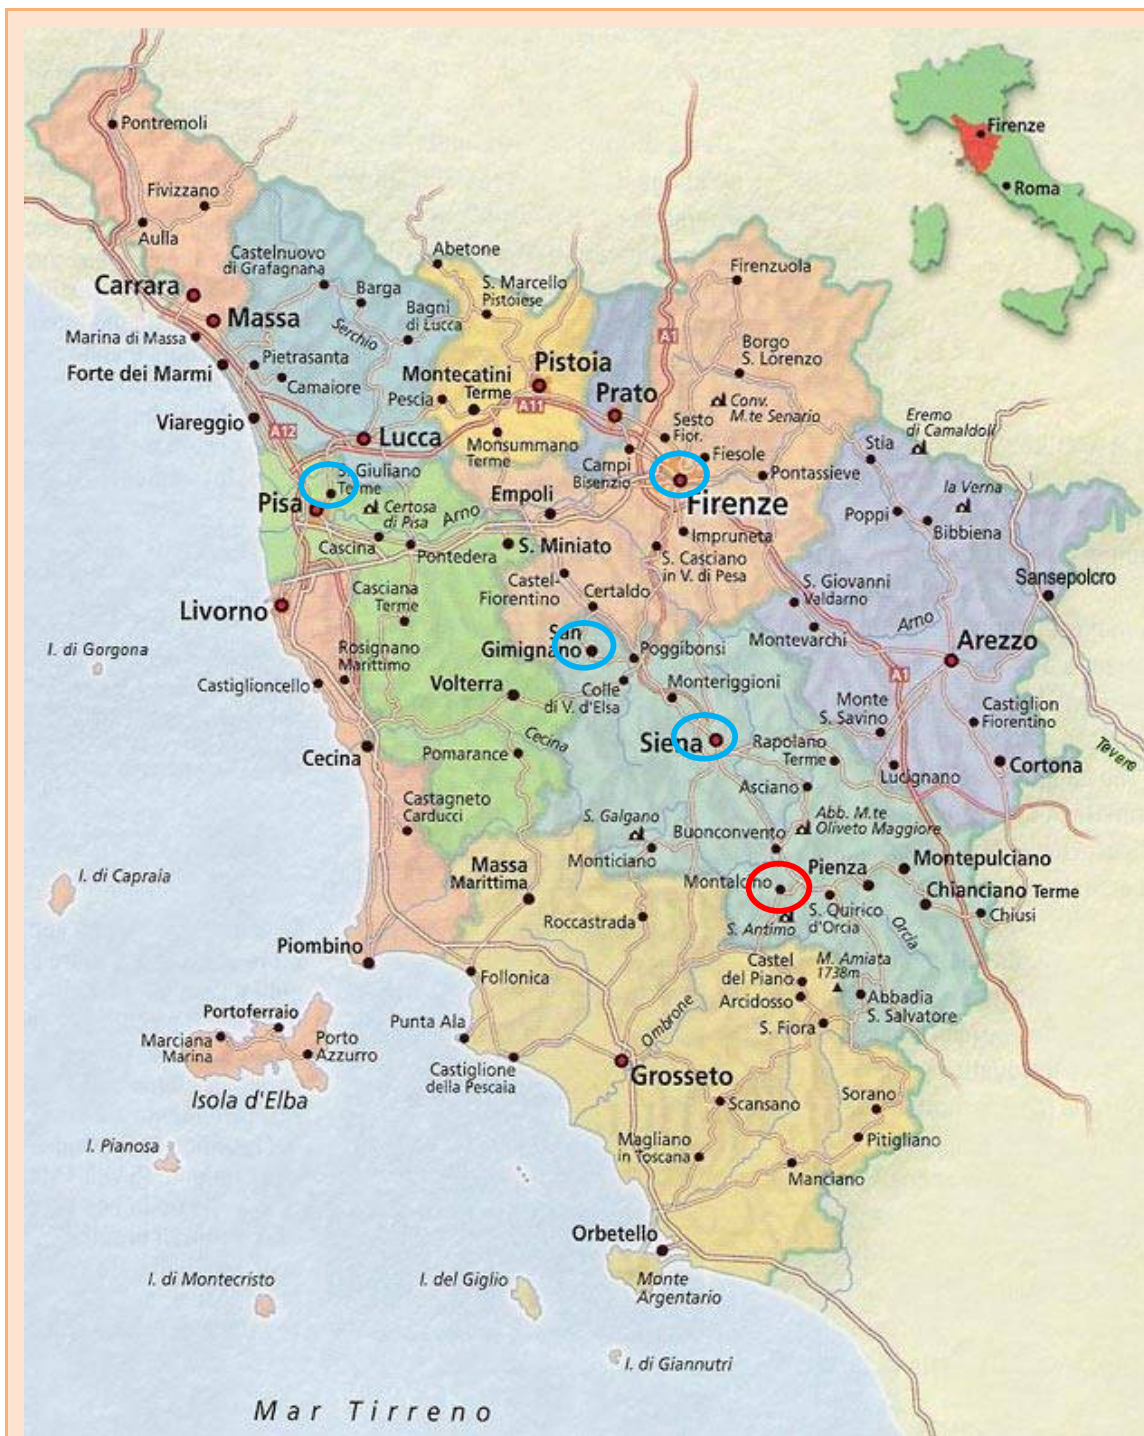 Pontremoli
Firenze
Roma
Fivizzano
Aulla
Castelnuovo
di Grafagnana
Abetone
Firenzuola
Carrara
Barga
S. Marcello
Pistoiese
Massa
Bagni
di Lucca
Serchio
A1
Marina di Massa
Pietrasanta
Borgo
S. Lorenzo
Forte dei Marmi
Camaiore
Montecatini
Terme
Pistoia
Pescia
A11
Prato
Conv.
M.te Senario
Viareggio
A12
Lucca
Monsummano
Terme
Sesto
Fior.
Eremo
di Camaldoli
Stia
Campi
Bisenzio
Fiesole
Pontassieve
S. Giuliano
Terme
Pisa
Certosa
di Pisa
Arno
Empoli
Firenze
la Verna
Poppi
Bibbiena
Cascina
Pontedera
S. Miniato
Impruneta
S. Casciano
in V. di Pesa
Casciana
Terme
Castel-
Fiorentino
Certaldo
S. Giovanni
Valdarno
Sansepolcro
Livorno
Arno
I. di Gorgona
Rosignano
Marittimo
San
Gimignano
Poggibonsi
Montevarchi
Arezzo
Castiglioncello
Volterra
Colle
di V. d'Elsa
Monteriggioni
A1
Monte
S. Savino
Castiglion
Fiorentino
Cecina
Pomarance
Cecina
Siena
Rapolano
Terme
Tevere
Lucignano
Cortona
Asciano
Castagneto
Carducci
S. Galgano
Buonconvento
Abb. M.te
Oliveto Maggiore
Monticiano
I. di Capraia
Massa
Marittima
Montalcino
Pienza
Montepulciano
Chianciano Terme
Roccastrada
S. Antimo
S. Quirico
d'Orcia
Orcia
Chiusi
Piombino
Follonica
Castel
del Piano
M. Amiata
1738m
Arcidosso
Abbadia
S. Salvatore
Portoferraio
Marciana
Marina
Porto
Azzurro
Punta Ala
Ombrone
S. Fiora
Isola d'Elba
Castiglione
della Pescaia
Grosseto
Scansano
Sorano
I. Pianosa
Magliano
in Toscana
Pitigliano
Manciano
Orbetello
I. di Montecristo
I. del Giglio
Monte
Argentario
I. di Giannutri
Mar Tirreno